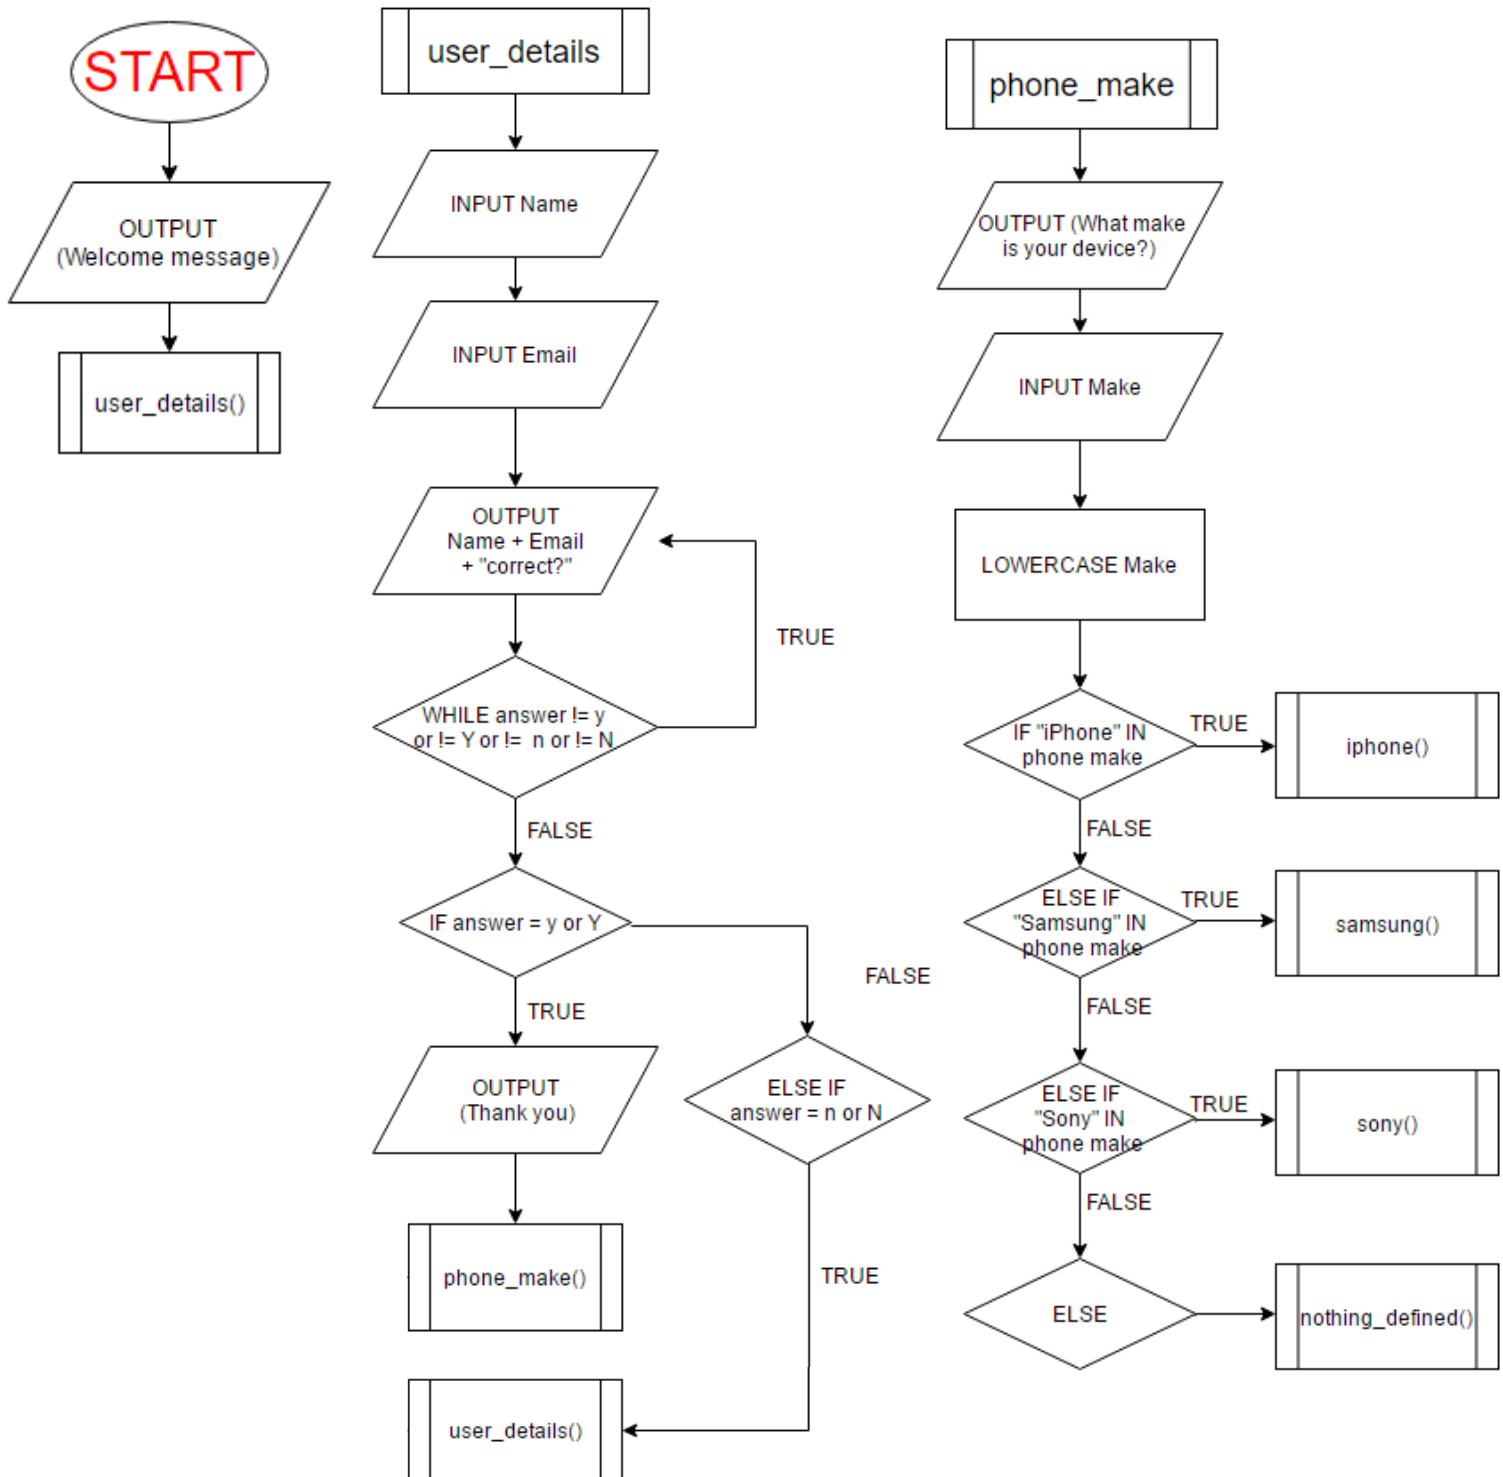 START
OUTPUT
(Welcome message)
user_details()
user_details
INPUT Name
INPUT Email
OUTPUT
Name + Email
+ "correct?"
TRUE
WHILE answer != y
or != Y or != n or != N
FALSE
IF answer = y or Y
FALSE
TRUE
OUTPUT
(Thank you)
ELSE IF
answer = n or N
phone_make()
TRUE
user_details()
phone_make
OUTPUT (What make
is your device?)
INPUT Make
LOWERCASE Make
IF "iPhone" IN
phone make
TRUE
iphone()
FALSE
ELSE IF
"Samsung" IN
phone make
TRUE
samsung()
FALSE
ELSE IF
"Sony" IN
phone make
TRUE
sony()
FALSE
ELSE
nothing_defined()